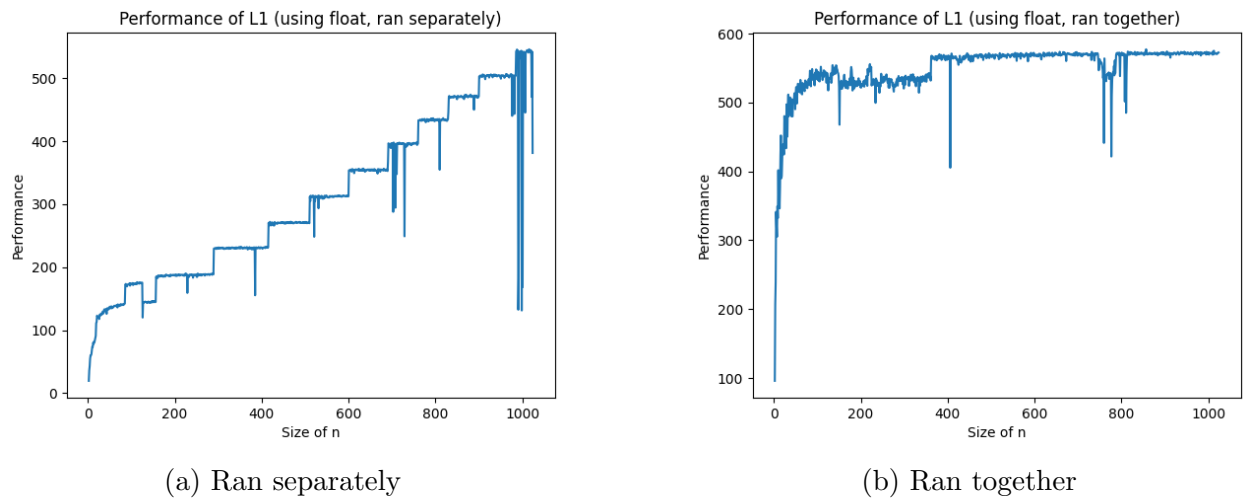 Performance of L1 (using float, ran separately)
Performance
500
400
300
200
100
0
0 200 400 600 800 1000
Size of n
(a) Ran separately
Performance of L1 (using float, ran together)
Performance
600
500
400
300
200
100
0 200 400 600 800 1000
Size of n
(b) Ran together